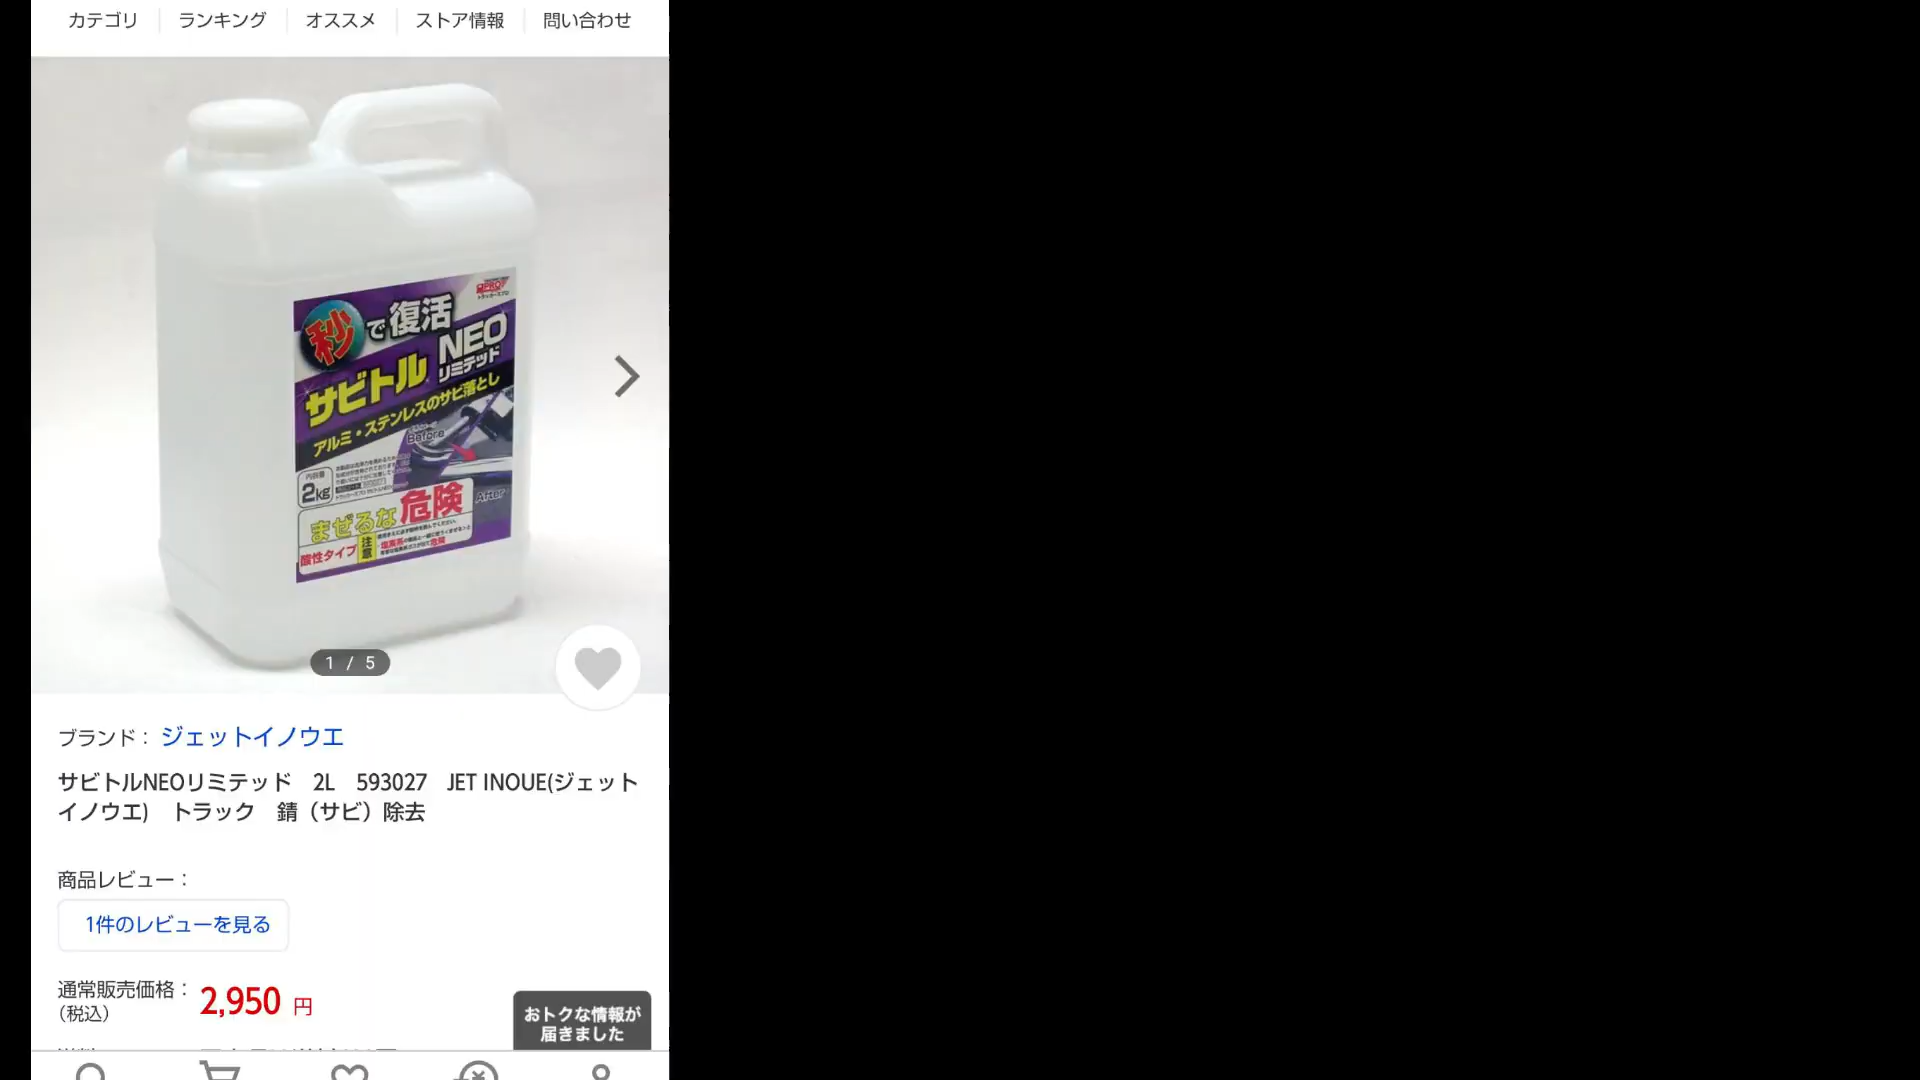 カテゴリ
ランキング
オススメ
ストア情報
問い合わせ
秒で復活
サビトル NEO
リミテッド
アルミ・ステンレスのサビ落とし
Before
After
内容量
2kg
まぜるな危険
酸性タイプ
注意
1 / 5
ブランド： ジェットイノウエ
サビトルNEOリミテッド　2L　593027　JET INOUE(ジェット
イノウエ)　トラック　錆（サビ）除去
商品レビュー：
1件のレビューを見る
通常販売価格：
（税込）
2,950 円
おトクな情報が
届きました